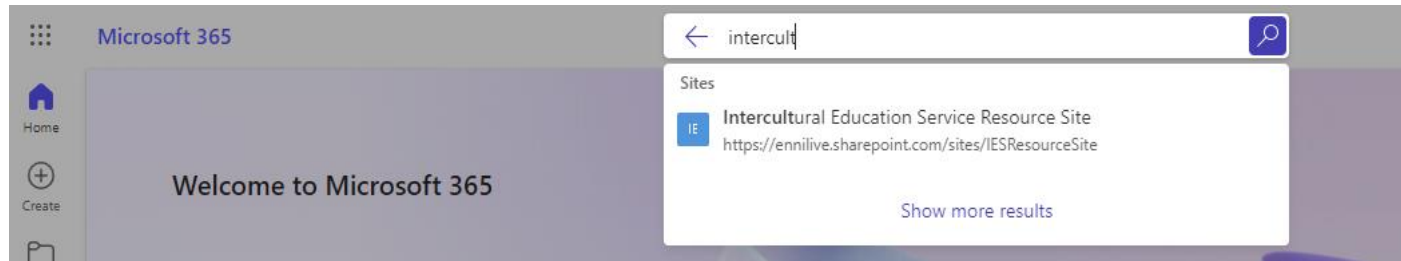 Microsoft 365
intercult
Sites
IE
Intercultural Education Service Resource Site
https://ennilive.sharepoint.com/sites/IESResourceSite
Show more results
Home
Create
Welcome to Microsoft 365